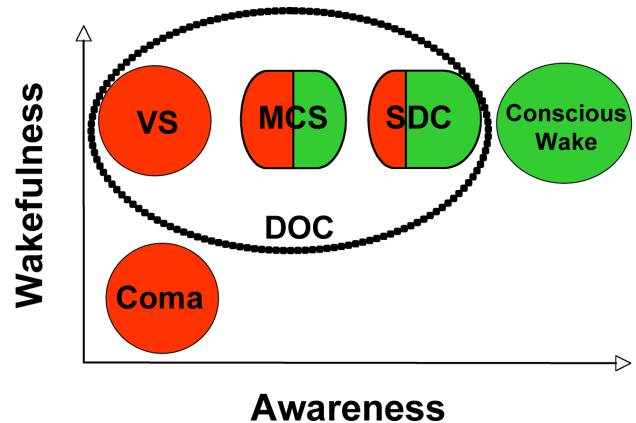 Wakefulness
VS
MCS
SDC
Conscious
Wake
DOC
Coma
Awareness